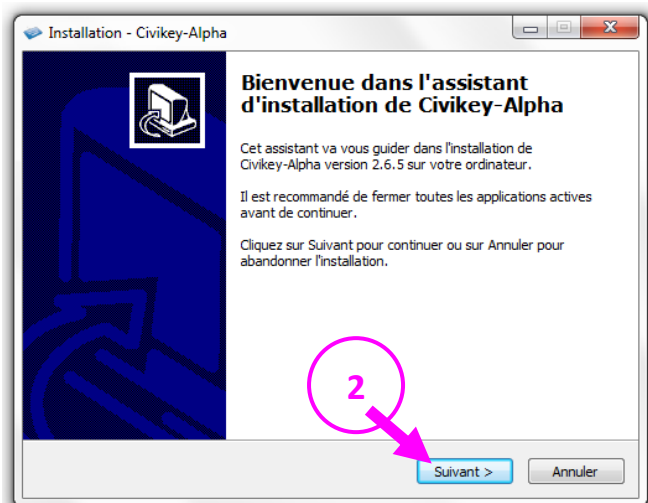 Installation - Civikey-Alpha
Bienvenue dans l'assistant
d'installation de Civikey-Alpha
Cet assistant va vous guider dans l'installation de
Civikey-Alpha version 2.6.5 sur votre ordinateur.
Il est recommandé de fermer toutes les applications actives
avant de continuer.
Cliquez sur Suivant pour continuer ou sur Annuler pour
abandonner l'installation.
2
Suivant > Annuler